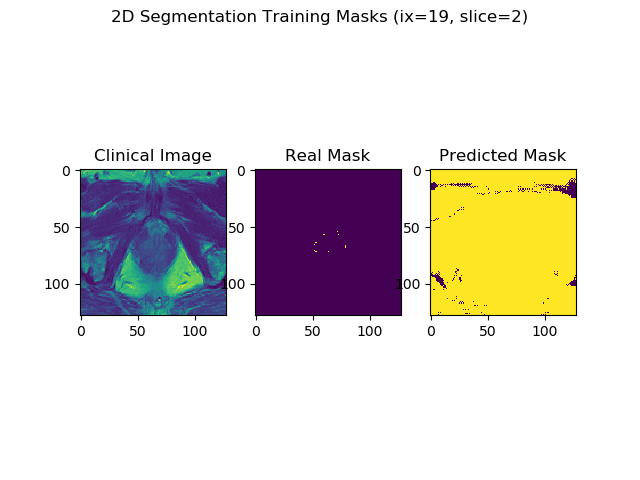 2D Segmentation Training Masks (ix=19, slice=2)
Clinical Image Real Mask Predicted Mask
0 0 0
50 50 50
100 100 100
0 50 100 0 50 100 0 50 100